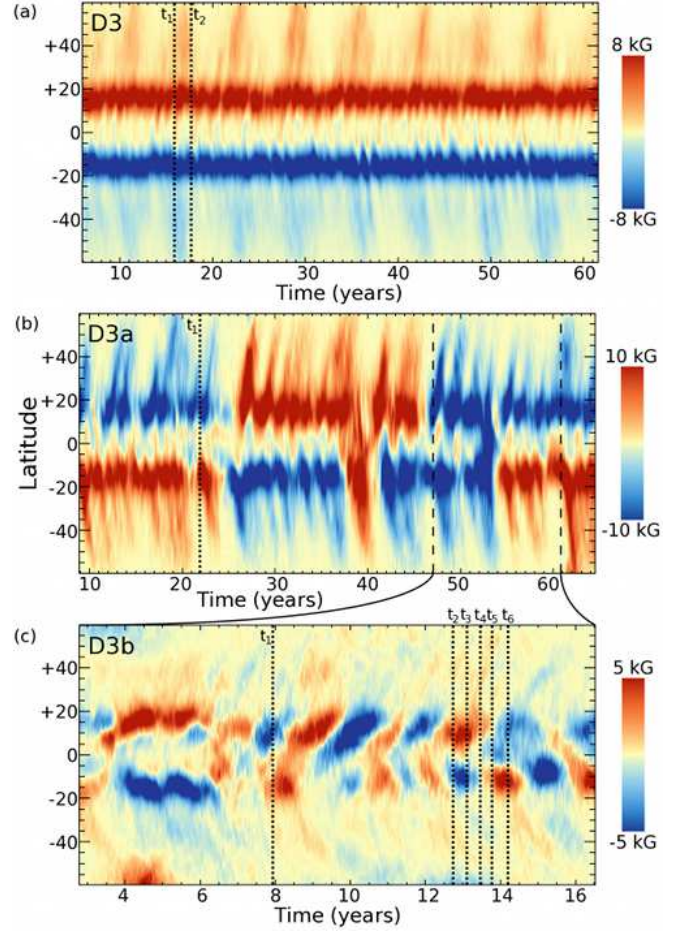 (a)
D3
t1
t2
+40
+20
0
-20
-40
10 20 30 40 50 60
Time (years)
8 kG
-8 kG
(b)
D3a
t1
+40
+20
0
-20
-40
Latitude
10 20 30 40 50 60
Time (years)
10 kG
-10 kG
(c)
D3b
t1
t2 t3 t4 t5 t6
+40
+20
0
-20
-40
4 6 8 10 12 14 16
Time (years)
5 kG
-5 kG